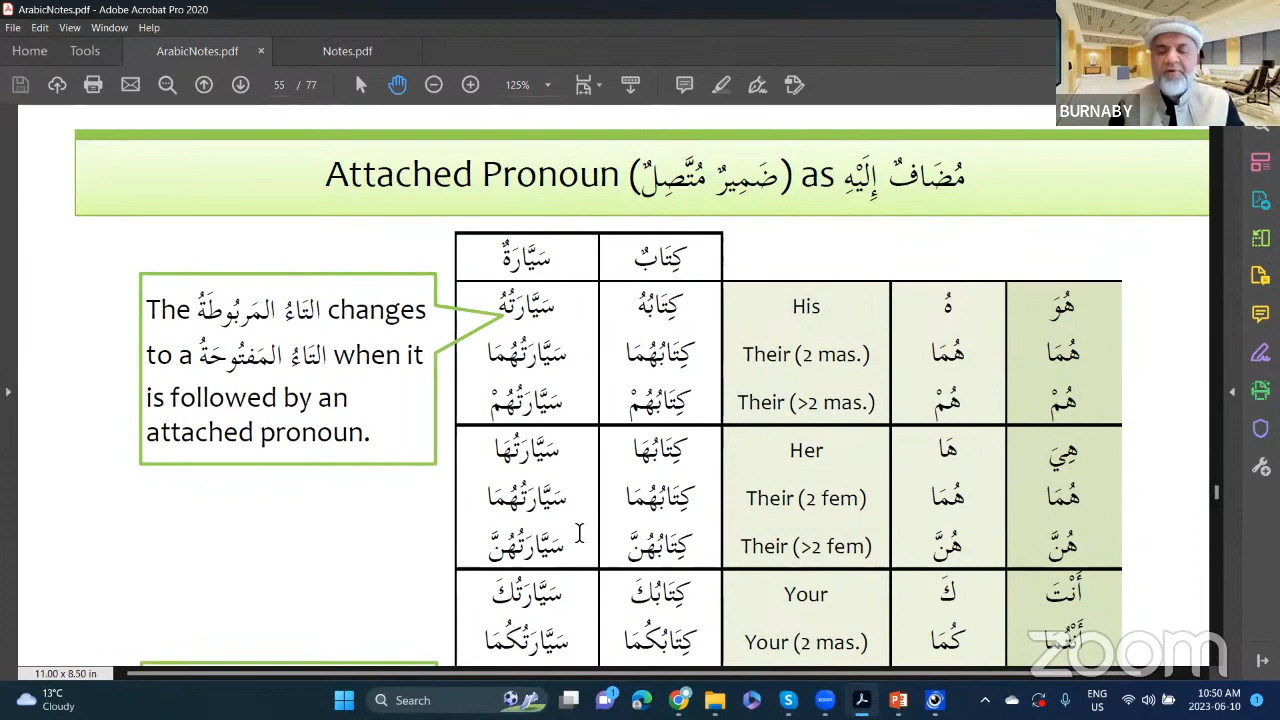 ArabicNotes.pdf - Adobe Acrobat Pro 2020
File Edit View Window Help
Home Tools ArabicNotes.pdf × Notes.pdf
55 / 77 125%
BURNABY
Attached Pronoun (ضَمِيرٌ مُتَّصِلٌ) as مُضَافٌ إِلَيْهِ
سَيَّارَةٌ كِتَابٌ
The التَاءُ المَربُوطَةُ changes
to a التَاءُ المَفتُوحَةُ when it
is followed by an
attached pronoun.
سَيَّارَتُهُ كِتَابُهُ His هُ هُوَ
سَيَّارَتُهُمَا كِتَابُهُمَا Their (2 mas.) هُمَا هُمَا
سَيَّارَتُهُمْ كِتَابُهُمْ Their (>2 mas.) هُمْ هُمْ
سَيَّارَتُهَا كِتَابُهَا Her هَا هِيَ
سَيَّارَتُهُمَا كِتَابُهُمَا Their (2 fem) هُمَا هُمَا
سَيَّارَتُهُنَّ كِتَابُهُنَّ Their (>2 fem) هُنَّ هُنَّ
سَيَّارَتُكَ كِتَابُكَ Your كَ أَنْتَ
سَيَّارَتُكُمَا كِتَابُكُمَا Your (2 mas.) كُمَا أَنْتُمَا
zoom
11.00 x 8.50 in
13°C
Cloudy
Search
1
ENG
US
10:50 AM
2023-06-10